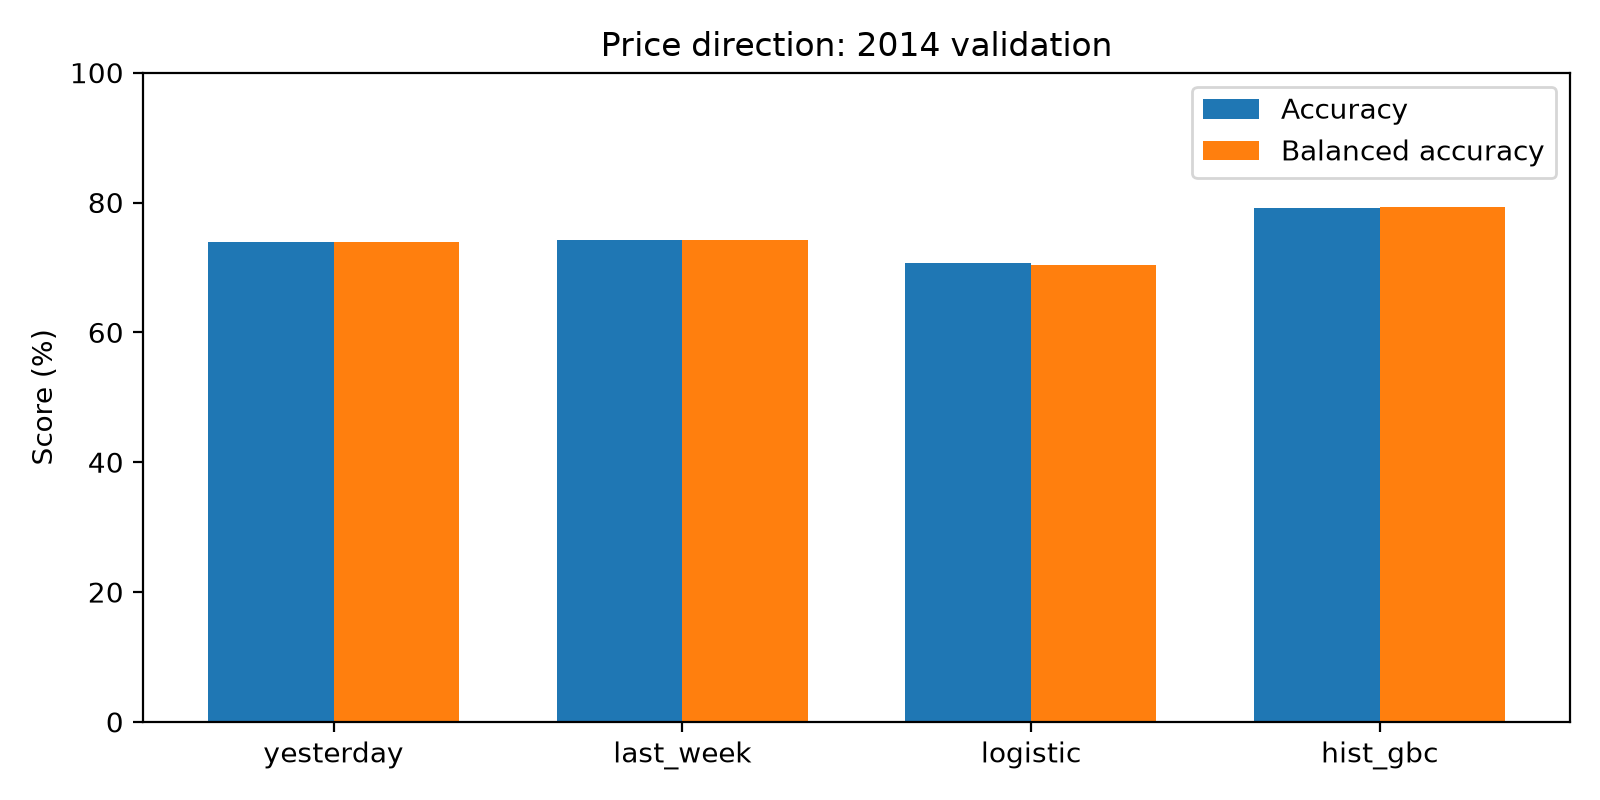 Price direction: 2014 validation
100
80
60
40
20
0
Score (%)
Accuracy
Balanced accuracy
yesterday
last_week
logistic
hist_gbc